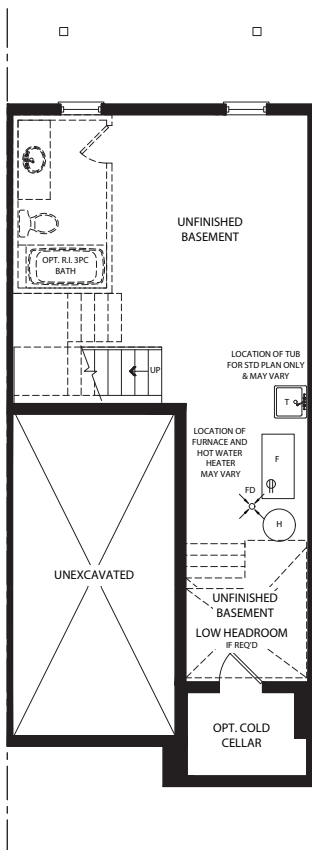 UNFINISHED
BASEMENT
OPT. R.I. 3PC
BATH
LOCATION OF TUB
FOR STD PLAN ONLY
& MAY VARY
UP
T
LOCATION OF
FURNACE AND
HOT WATER
HEATER
MAY VARY
F
FD
H
UNEXCAVATED
UNFINISHED
BASEMENT
LOW HEADROOM
IF REQ'D
OPT. COLD
CELLAR